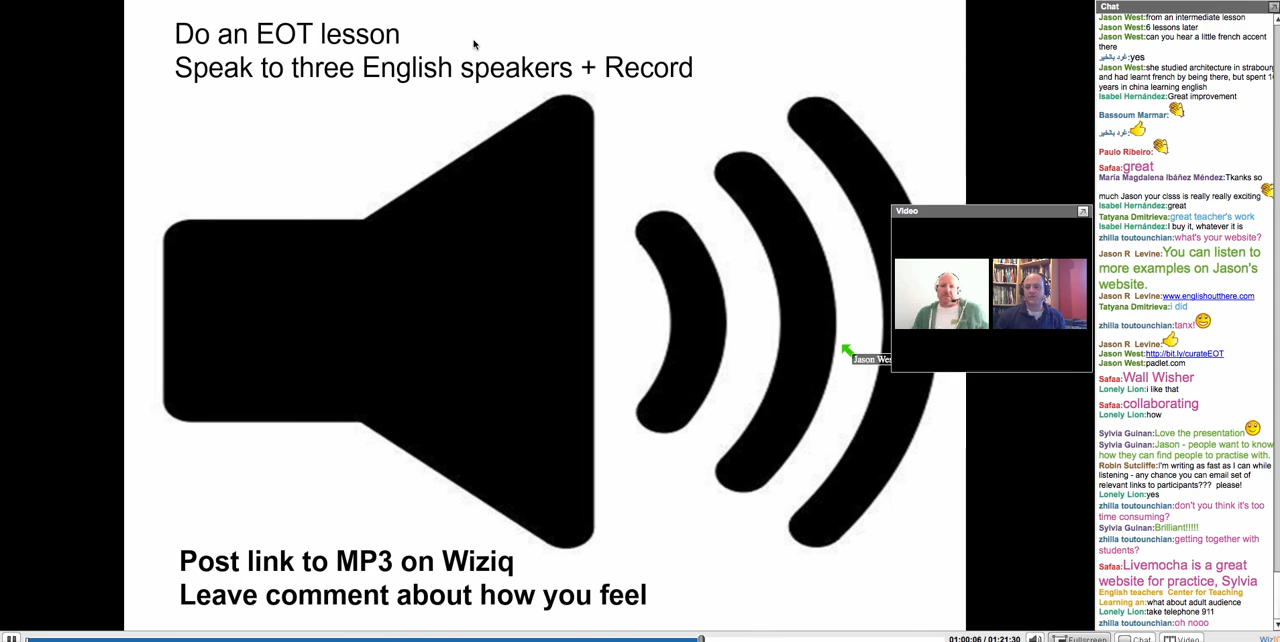 Do an EOT lesson
Speak to three English speakers + Record
Post link to MP3 on Wiziq
Leave comment about how you feel
Jason Wes
Video
Chat
Jason West:from an intermediate lesson
Jason West:6 lessons later
Jason West:can you hear a little french accent
there
غرد بالخير:yes
Jason West:she studied architecture in strabourg
and had learnt french by being there, but spent
years in china learning english
Isabel Hernández:Great improvement
Bassoum Marmar:
غرد بالخير:
Paulo Ribeiro:
Safaa:great
María Magdalena Ibáñez Méndez:Tkanks so
much Jason your clsss is really really exciting
Isabel Hernández:great
Tatyana Dmitrieva:great teacher's work
Isabel Hernández:I buy it, whatever it is
zhilla toutounchian:what's your website?
Jason R Levine:You can listen to
more examples on Jason's
website.
Jason R Levine:www.englishoutthere.com
Tatyana Dmitrieva:i did
zhilla toutounchian:tanx!
Jason R Levine:
Jason West:http://bit.ly/curateEOT
Jason West:padlet.com
Safaa:Wall Wisher
Lonely Lion:i like that
Safaa:collaborating
Lonely Lion:how
Sylvia Guinan:Love the presentation
Sylvia Guinan:Jason - people want to know
how they can find people to practise with.
Robin Sutcliffe:I'm writing as fast as I can while
listening - any chance you can email set of
relevant links to participants??? please!
Lonely Lion:yes
zhilla toutounchian:don't you think it's too
time consuming?
Sylvia Guinan:Brilliant!!!!!
zhilla toutounchian:getting together with
students?
Safaa:Livemocha is a great
website for practice, Sylvia
English teachers Center for Teaching
Learning an:what about adult audience
Lonely Lion:take telephone 911
zhilla toutounchian:oh nooo
01:00:06 / 01:21:30
Fullscreen
Chat
Video